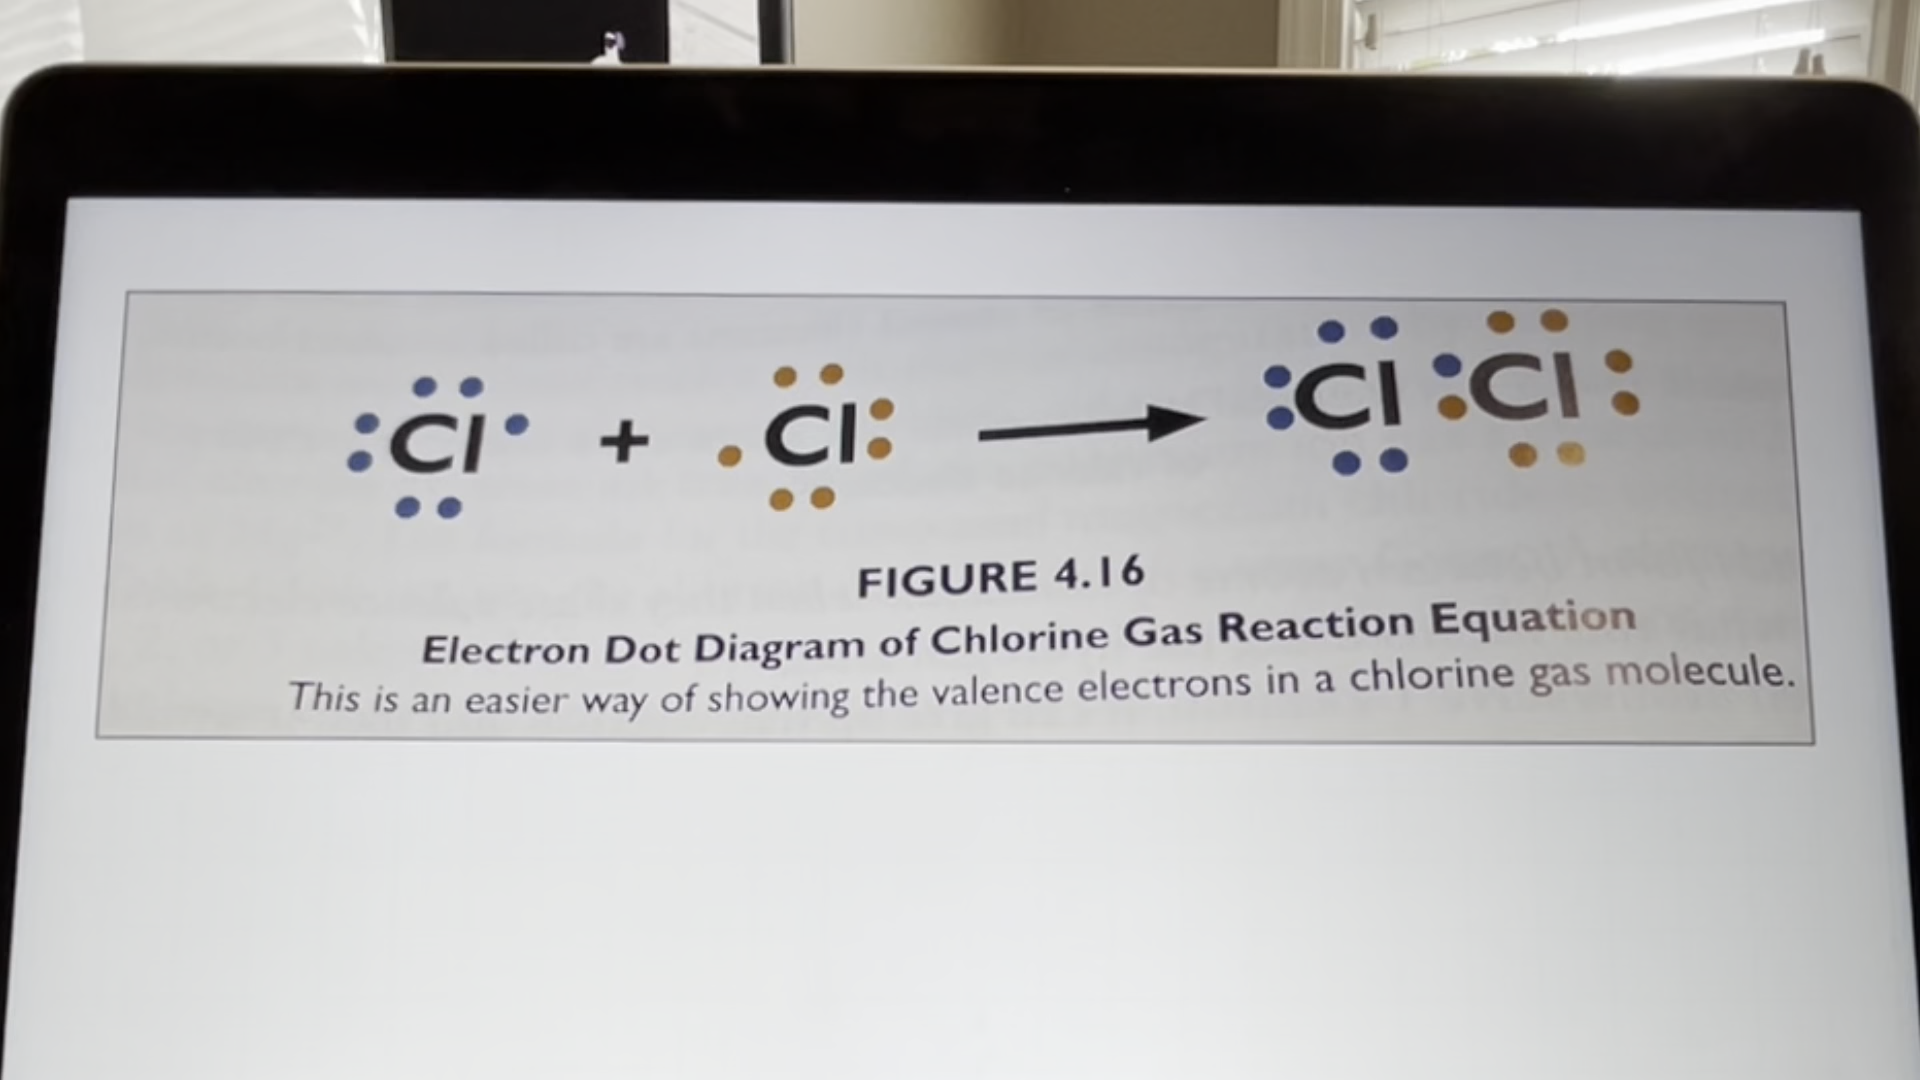 Cl + Cl → Cl Cl
FIGURE 4.16
Electron Dot Diagram of Chlorine Gas Reaction Equation
This is an easier way of showing the valence electrons in a chlorine gas molecule.